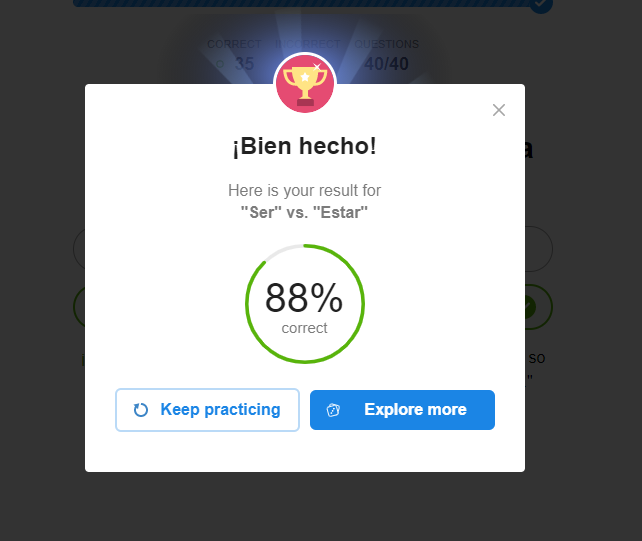 CORRECT INCORRECT QUESTIONS
35 40/40
a
¡Bien hecho!
Here is your result for
"Ser" vs. "Estar"
88%
correct
so
"
Keep practicing
Explore more